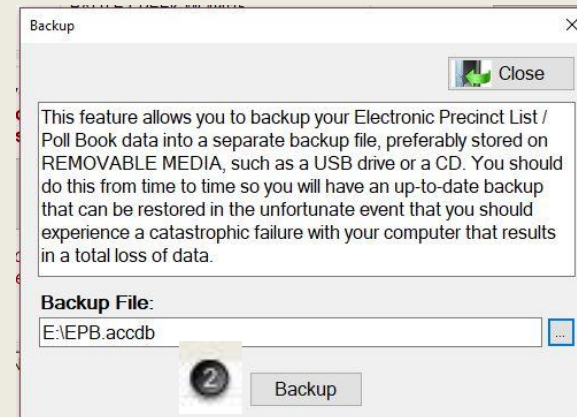 Backup
Close
This feature allows you to backup your Electronic Precinct List /
Poll Book data into a separate backup file, preferably stored on
REMOVABLE MEDIA, such as a USB drive or a CD. You should
do this from time to time so you will have an up-to-date backup
that can be restored in the unfortunate event that you should
experience a catastrophic failure with your computer that results
in a total loss of data.
Backup File:
E:\EPB.accdb
...
2
Backup